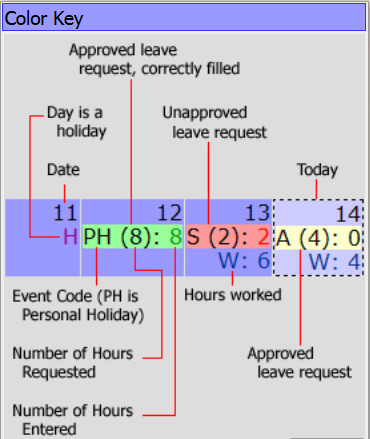 Color Key
Approved leave
request, correctly filled
Day is a
holiday
Unapproved
leave request
Date
Today
11
12
13
14
H
PH (8): 8
S (2): 2
A (4): 0
W: 6
W: 4
Event Code (PH is
Personal Holiday)
Hours worked
Number of Hours
Requested
Approved
leave request
Number of Hours
Entered